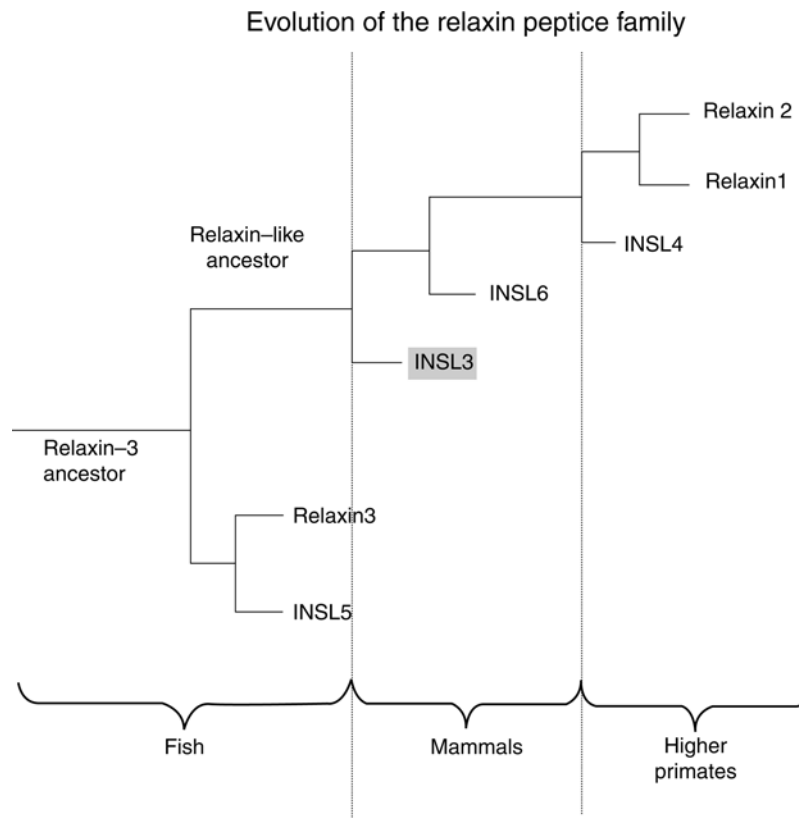 Evolution of the relaxin peptice family
Relaxin 2
Relaxin1
INSL4
Relaxin–like
ancestor
INSL6
INSL3
Relaxin–3
ancestor
Relaxin3
INSL5
Fish
Mammals
Higher
primates